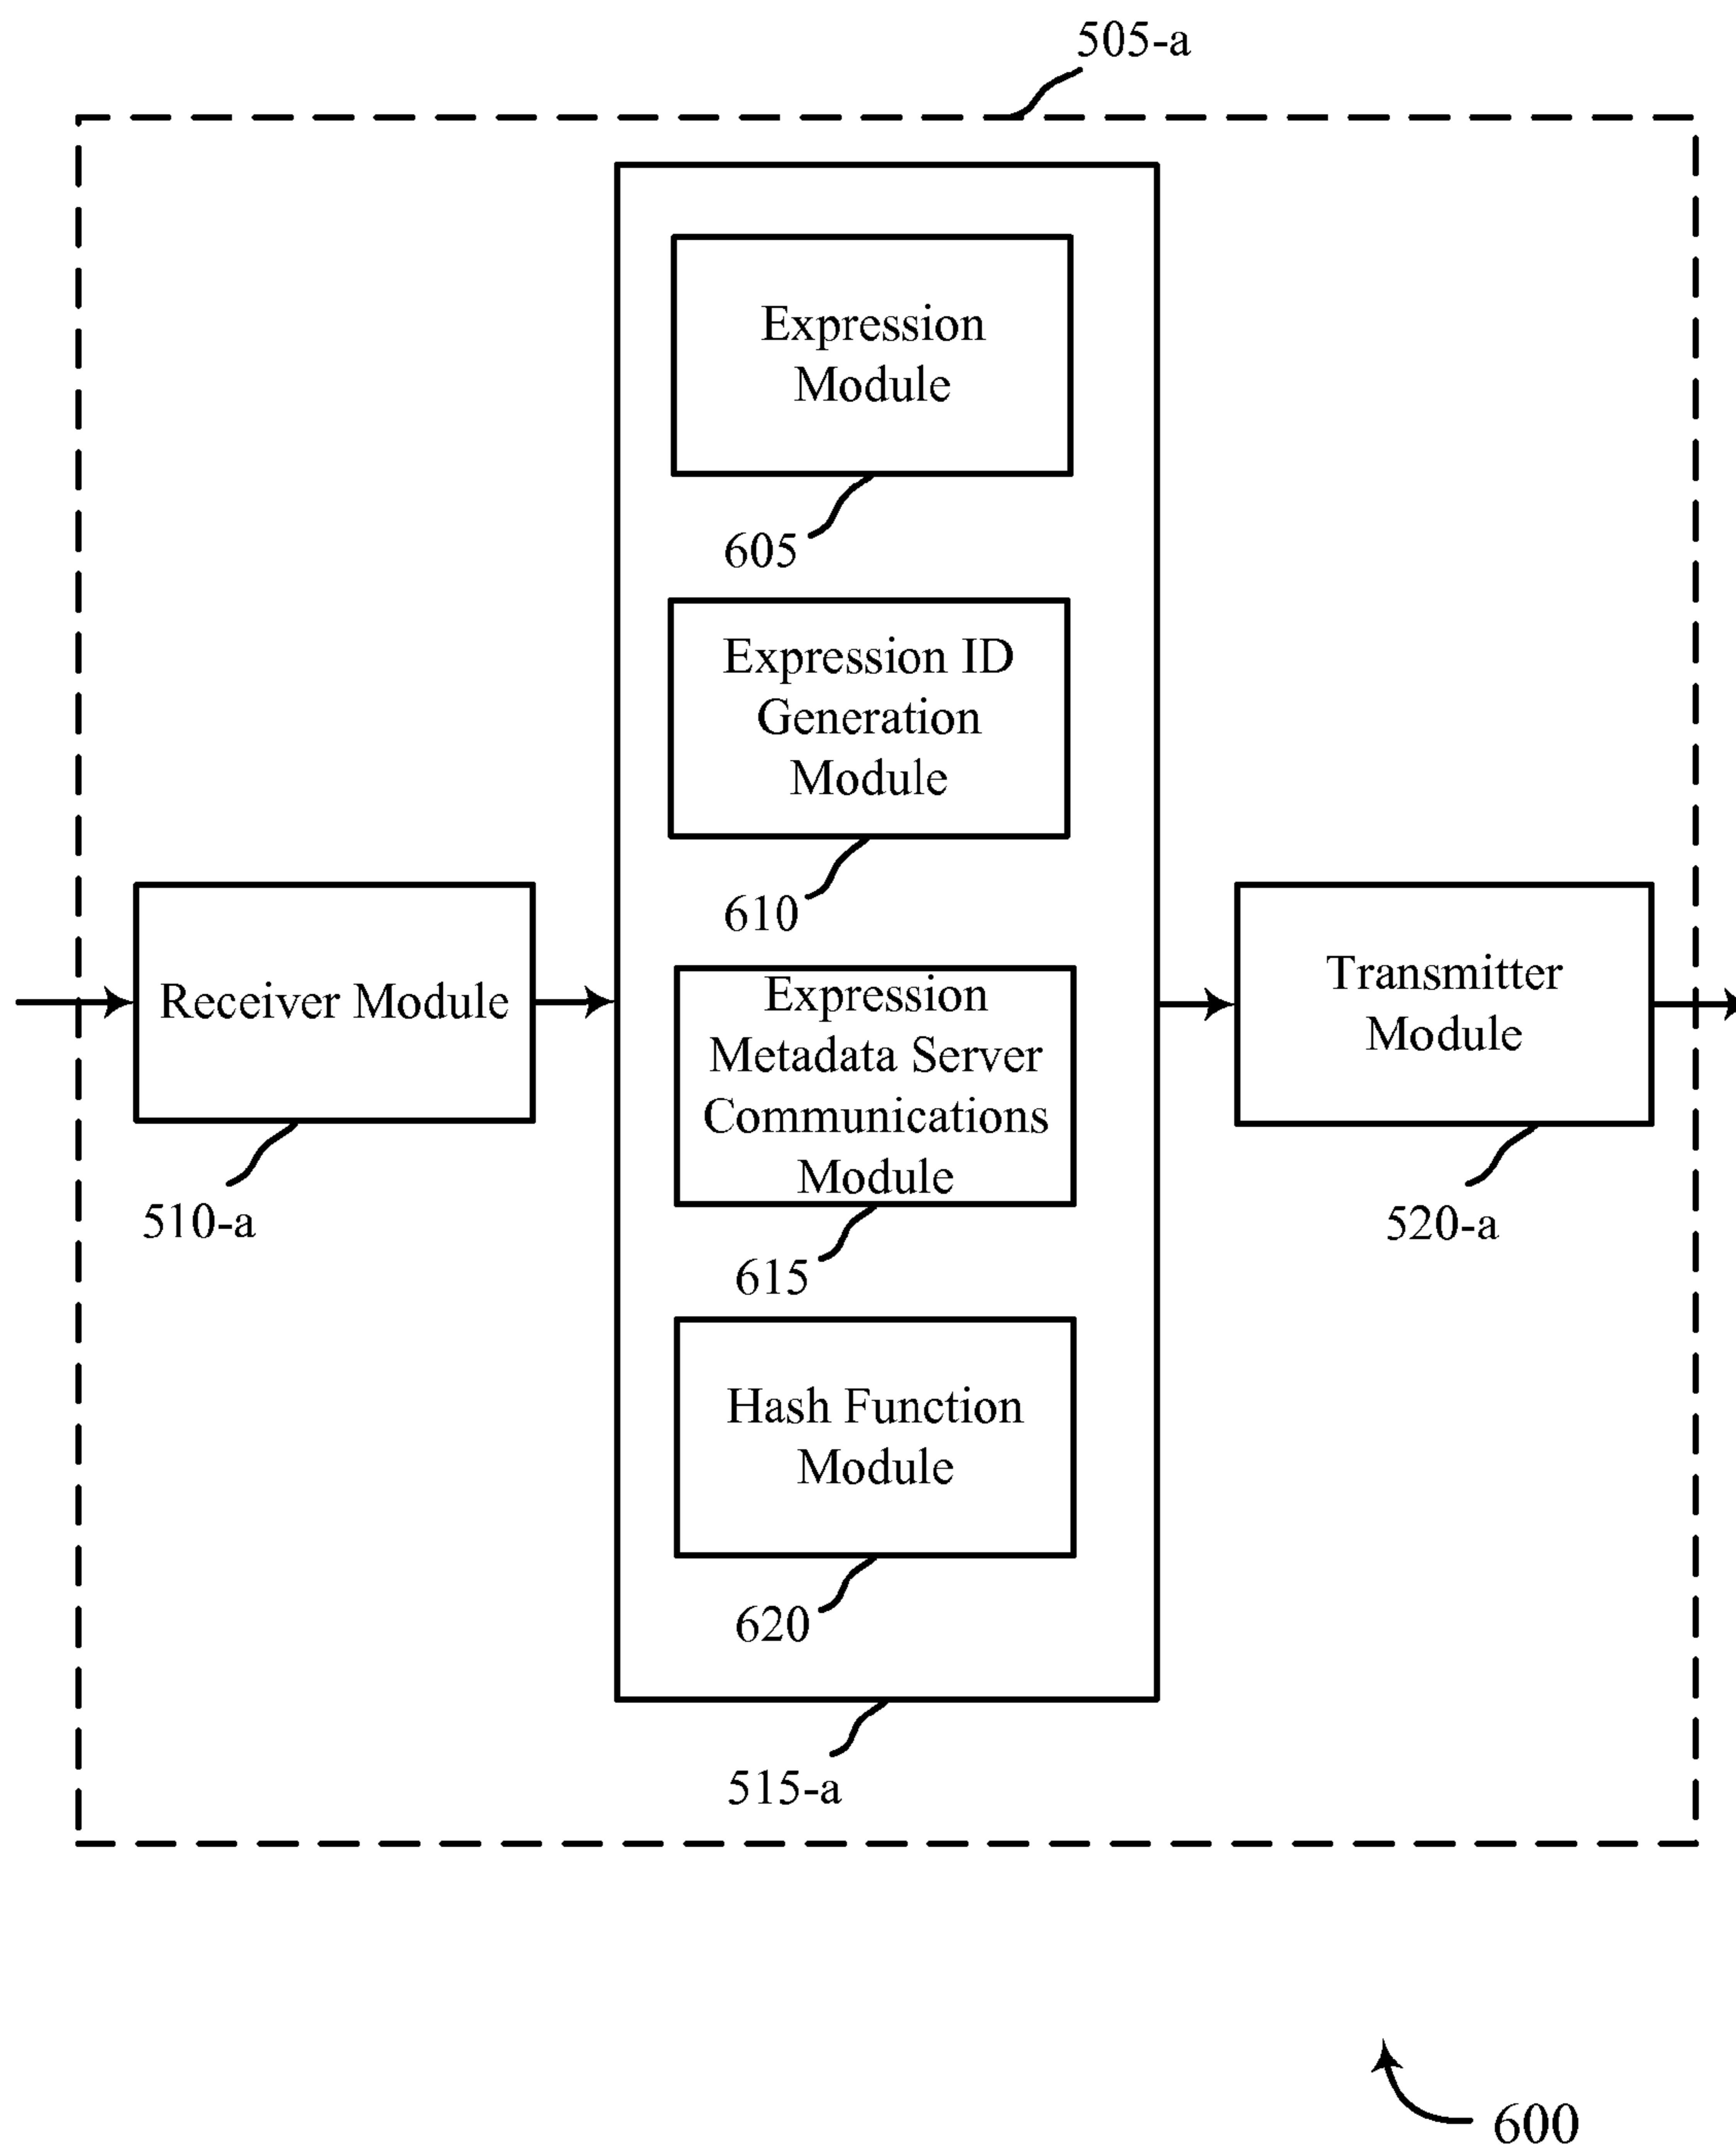 505-a
Expression
Module
605
Expression ID
Generation
Module
610
Receiver Module
510-a
Expression
Metadata Server
Communications
Module
615
Transmitter
Module
520-a
Hash Function
Module
620
515-a
600